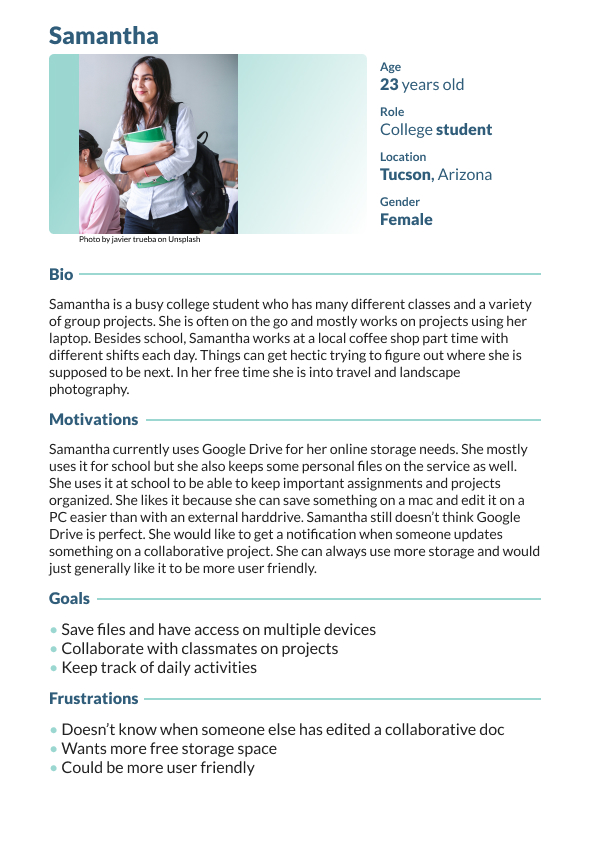 Samantha
Age
23 years old
Role
College student
Location
Tucson, Arizona
Gender
Female
Photo by javier trueba on Unsplash
Bio
Samantha is a busy college student who has many different classes and a variety
of group projects. She is often on the go and mostly works on projects using her
laptop. Besides school, Samantha works at a local coffee shop part time with
different shifts each day. Things can get hectic trying to figure out where she is
supposed to be next. In her free time she is into travel and landscape
photography.
Motivations
Samantha currently uses Google Drive for her online storage needs. She mostly
uses it for school but she also keeps some personal files on the service as well.
She uses it at school to be able to keep important assignments and projects
organized. She likes it because she can save something on a mac and edit it on a
PC easier than with an external harddrive. Samantha still doesn’t think Google
Drive is perfect. She would like to get a notification when someone updates
something on a collaborative project. She can always use more storage and would
just generally like it to be more user friendly.
Goals
• Save files and have access on multiple devices
• Collaborate with classmates on projects
• Keep track of daily activities
Frustrations
• Doesn’t know when someone else has edited a collaborative doc
• Wants more free storage space
• Could be more user friendly